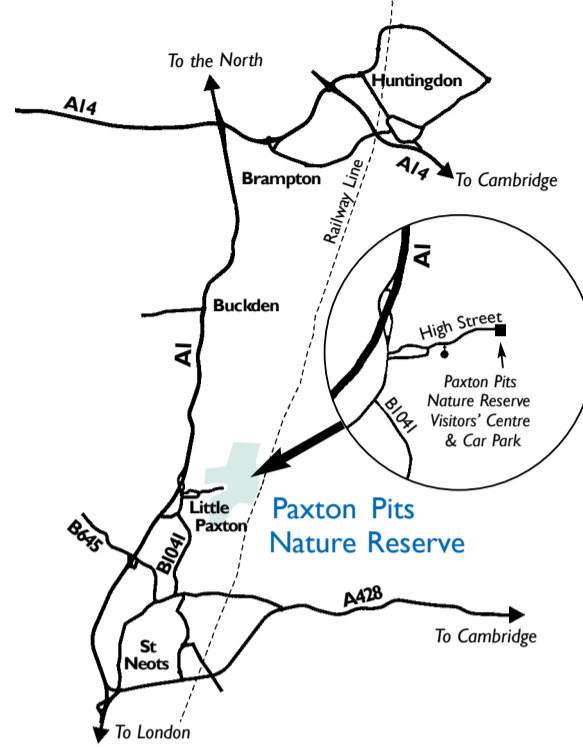 To the North
Huntingdon
A14
A14
To Cambridge
Brampton
Railway Line
A1
Buckden
High Street
A1
Paxton Pits
Nature Reserve
Visitors' Centre
& Car Park
B1041
Little
Paxton
Paxton Pits
Nature Reserve
B645
B1041
A428
To Cambridge
St
Neots
To London